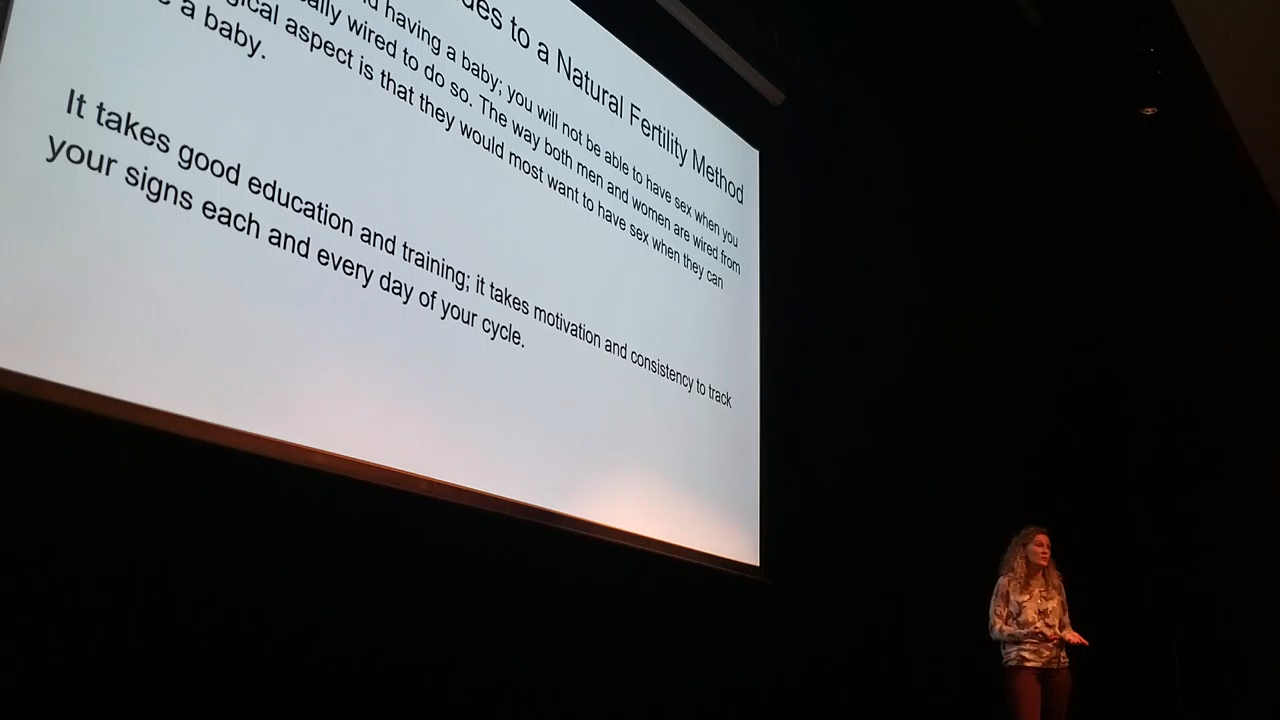 to a Natural Fertility Method
having a baby; you will not be able to have sex when you
wired to do so. The way both men and women are wired from
aspect is that they would most want to have sex when they can
a baby.
It takes good education and training; it takes motivation and consistency to track
your signs each and every day of your cycle.